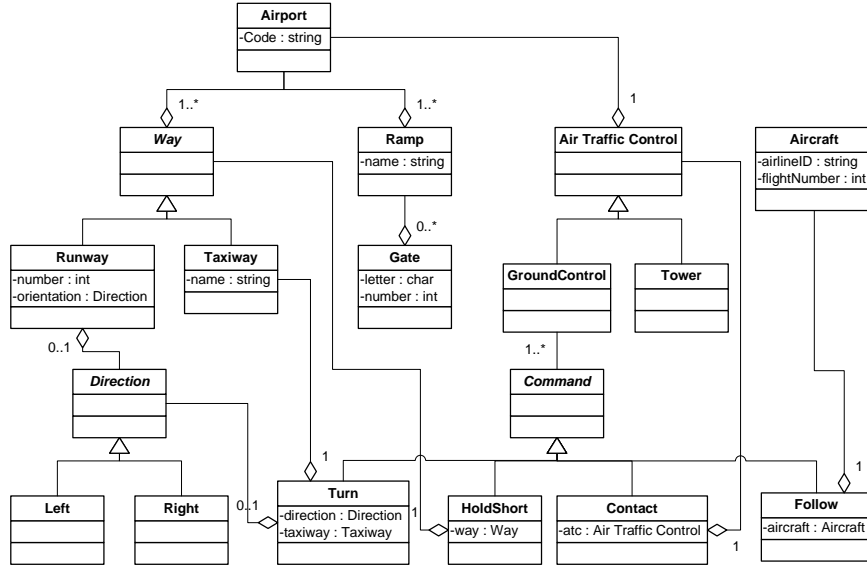 Airport
-Code : string
1..*
1..*
1
Way
Ramp
-name : string
Air Traffic Control
Aircraft
-airlineID : string
-flightNumber : int
0..*
Runway
-number : int
-orientation : Direction
Taxiway
-name : string
Gate
-letter : char
-number : int
GroundControl
Tower
0..1
1..*
Direction
Command
1
1
Left
Right
0..1
Turn
-direction : Direction
-taxiway : Taxiway
1
HoldShort
-way : Way
Contact
-atc : Air Traffic Control
1
Follow
-aircraft : Aircraft